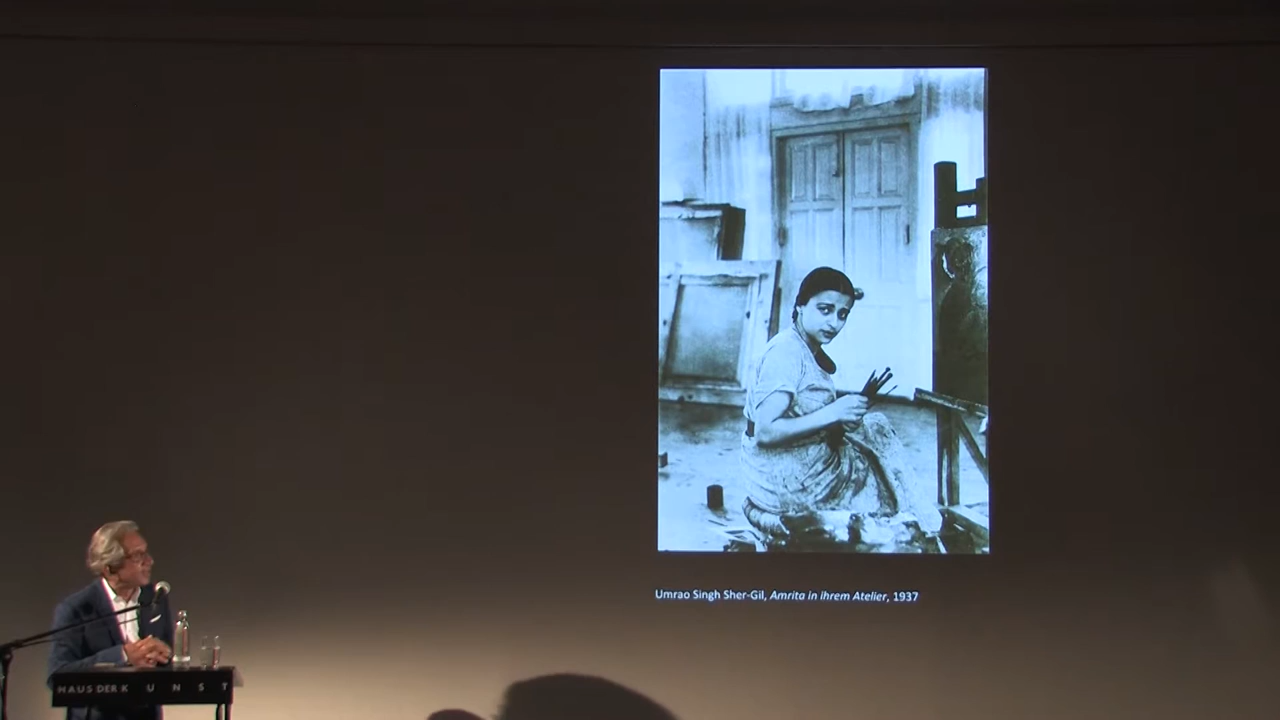 Umrao Singh Sher-Gil, Amrita in ihrem Atelier, 1937
HAUS DER K U N S T